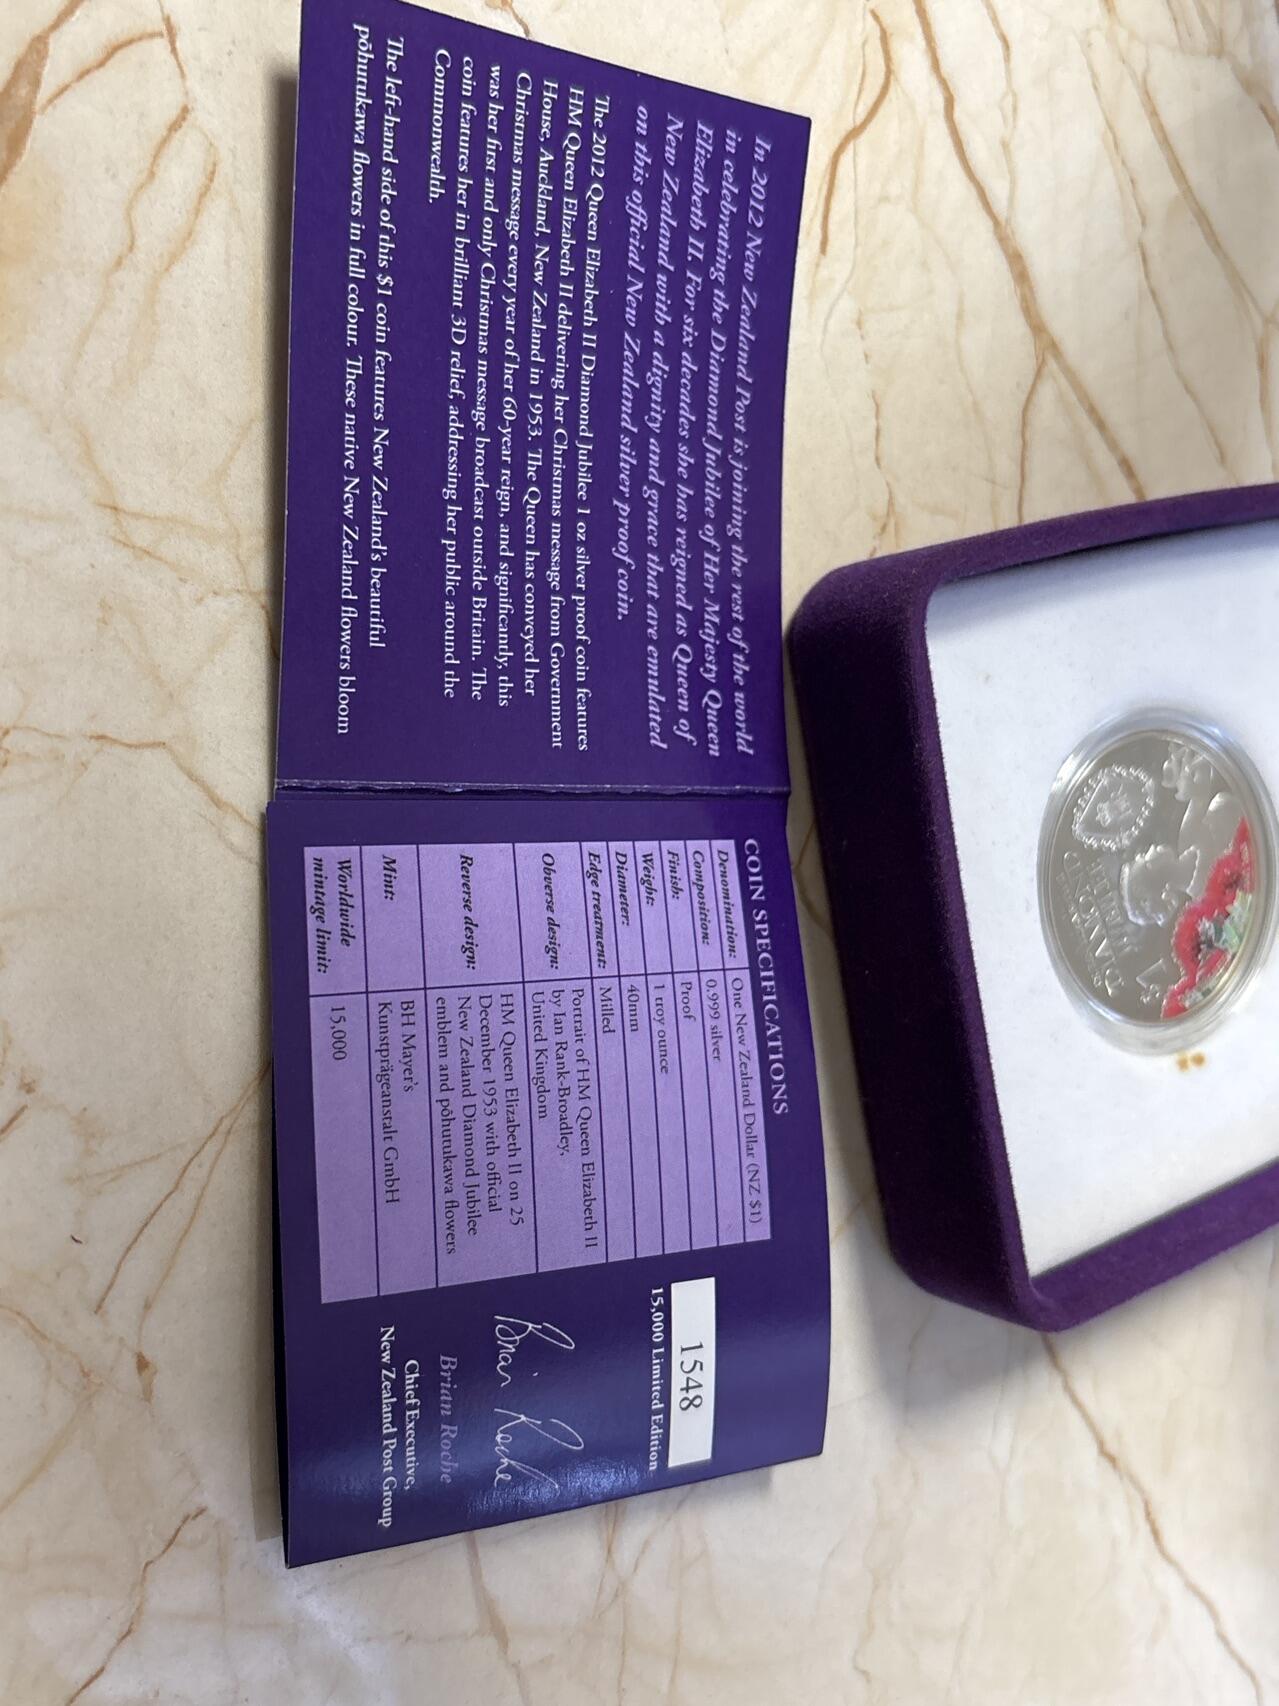 In 2012 New Zealand Post is joining the rest of the world
in celebrating the Diamond Jubilee of Her Majesty Queen
Elizabeth II. For six decades she has reigned as Queen of
New Zealand with a dignity and grace that are emulated
on this official New Zealand silver proof coin.
The 2012 Queen Elizabeth II Diamond Jubilee 1 oz silver proof coin features
HM Queen Elizabeth II delivering her Christmas message from Government
House, Auckland, New Zealand in 1953. The Queen has conveyed her
Christmas message every year of her 60-year reign, and significantly, this
was her first and only Christmas message broadcast outside Britain. The
coin features her in brilliant 3D relief, addressing her public around the
Commonwealth.
The left-hand side of this $1 coin features New Zealand's beautiful
pōhutukawa flowers in full colour. These native New Zealand flowers bloom
COIN SPECIFICATIONS
Denomination: One New Zealand Dollar (NZ $1)
Composition: 0.999 silver
Finish: Proof
Weight: 1 troy ounce
Diameter: 40mm
Edge treatment: Milled
Obverse design: Portrait of HM Queen Elizabeth II
by Ian Rank-Broadley,
United Kingdom
Reverse design: HM Queen Elizabeth II on 25
December 1953 with official
New Zealand Diamond Jubilee
emblem and pōhutukawa flowers
Mint: BH Mayer's
Kunstprägeanstalt GmbH
Worldwide
mintage limit: 15,000
1548
15,000 Limited Edition
Brian Roche
Brian Roche
Chief Executive,
New Zealand Post Group
$1